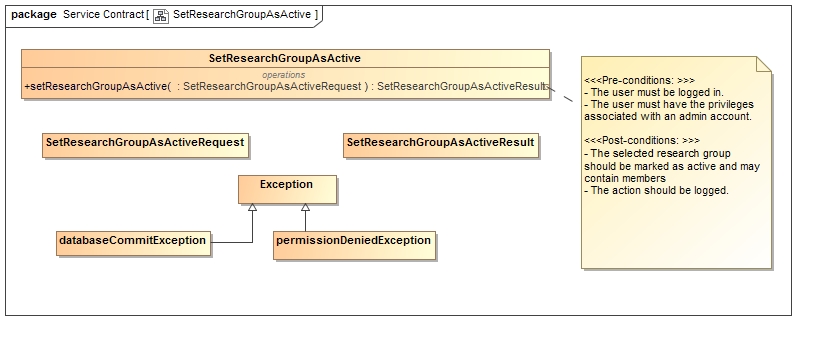 package Service Contract [ SetResearchGroupAsActive ]
SetResearchGroupAsActive
operations
+setResearchGroupAsActive( : SetResearchGroupAsActiveRequest ) : SetResearchGroupAsActiveResult
<<<Pre-conditions: >>>
- The user must be logged in.
- The user must have the privileges
associated with an admin account.
<<<Post-conditions: >>>
- The selected research group
should be marked as active and may
contain members
- The action should be logged.
SetResearchGroupAsActiveRequest
SetResearchGroupAsActiveResult
Exception
databaseCommitException
permissionDeniedException